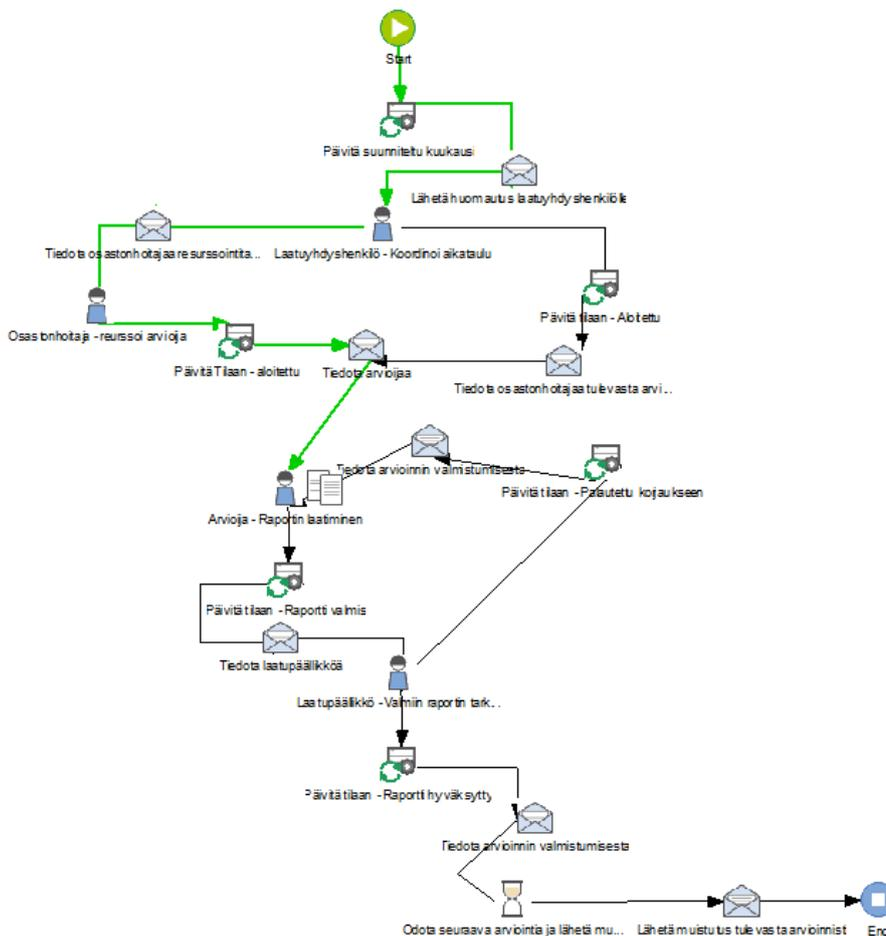 Start
Päivitä suunniteltu kuukausi
Lähetä huomautus laatuyhdyshenkilölle
Tiedota osastonhoitajaa resurssointita...
Laatuyhdyshenkilö - Koordinoi aikataulu
Päivitä tilaan - Aloitettu
Osastonhoitaja - reurssoi arvioija
Päivitä Tilaan - aloitettu
Tiedota arvioijaa
Tiedota osastonhoitajaa tulevasta arvi...
Tiedota arvioinnin valmistumisesta
Päivitä tilaan - Palautettu korjaukseen
Arvioija - Raportin laatiminen
Päivitä tilaan - Raportti valmis
Tiedota laatupäällikköä
Laatupäällikkö - Valmiin raportin tark...
Päivitä tilaan - Raportti hyväksytty
Tiedota arvioinnin valmistumisesta
Odota seuraava arviointia ja lähetä mu...
Lähetä muistutus tulevasta arvioinnist
End